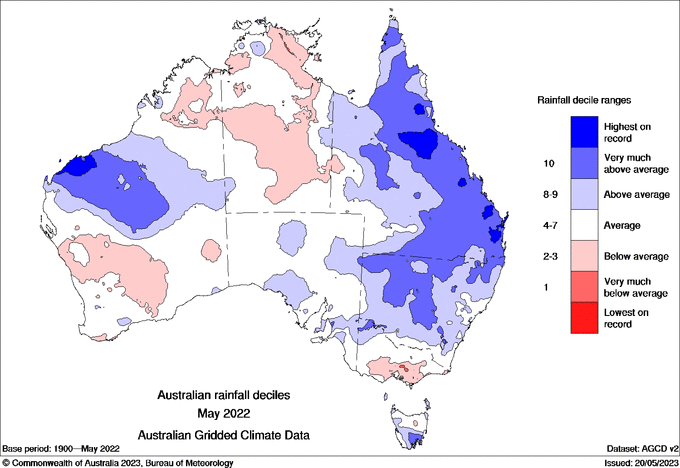 Rainfall decile ranges
Highest on
record
10
Very much
above average
8-9
Above average
4-7
Average
2-3
Below average
1
Very much
below average
Lowest on
record
Australian rainfall deciles
May 2022
Australian Gridded Climate Data
Base period: 1900—May 2022
Dataset: AGCD v2
© Commonwealth of Australia 2023, Bureau of Meteorology
Issued: 20/05/2023